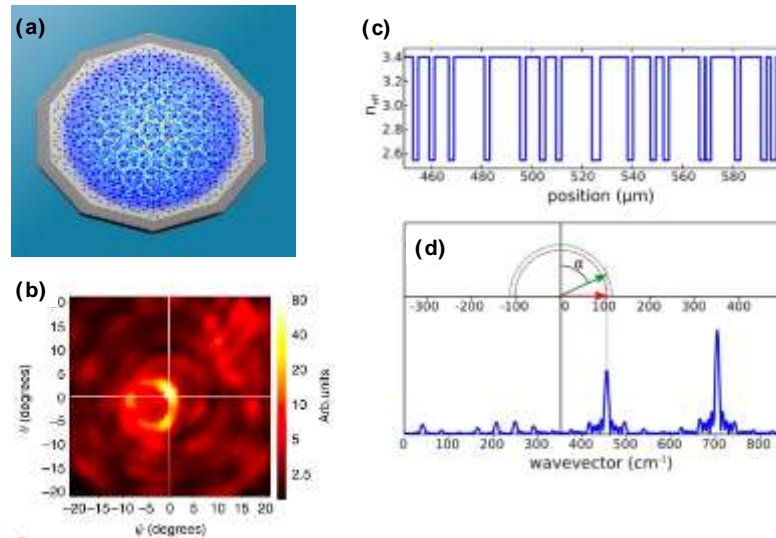 (a)
(c)
n_eff
3.4
3.2
3.0
2.8
2.6
460 480 500 520 540 560 580
position (µm)
(b)
15
10
5
0
−5
−10
−15
−20
−20−15−10−5 0 5 10 15 20
ψ (degrees)
(degrees)
80
40
20
10
5
2.5
Arb.units
(d)
α
-300 -200 -100 0 100 200 300 400
0 100 200 300 400 500 600 700 800
wavevector (cm⁻¹)